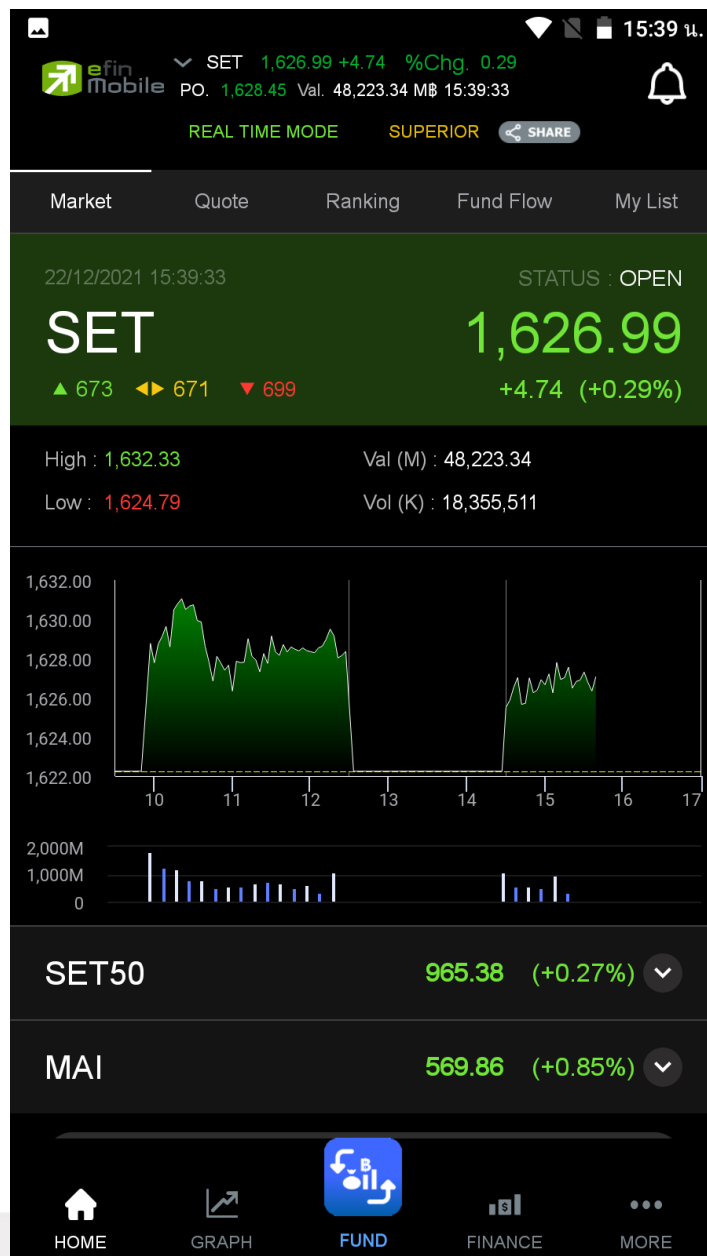 15:39 น.
efin Mobile
SET 1,626.99 +4.74 %Chg. 0.29
PO. 1,628.45 Val. 48,223.34 M฿ 15:39:33
REAL TIME MODE SUPERIOR SHARE
Market Quote Ranking Fund Flow My List
22/12/2021 15:39:33 STATUS : OPEN
SET 1,626.99
▲ 673 ◀▶ 671 ▼ 699 +4.74 (+0.29%)
High : 1,632.33 Val (M) : 48,223.34
Low : 1,624.79 Vol (K) : 18,355,511
1,632.00
1,630.00
1,628.00
1,626.00
1,624.00
1,622.00
10 11 12 13 14 15 16 17
2,000M
1,000M
0
SET50 965.38 (+0.27%)
MAI 569.86 (+0.85%)
B
Oil
$
HOME GRAPH FUND FINANCE MORE